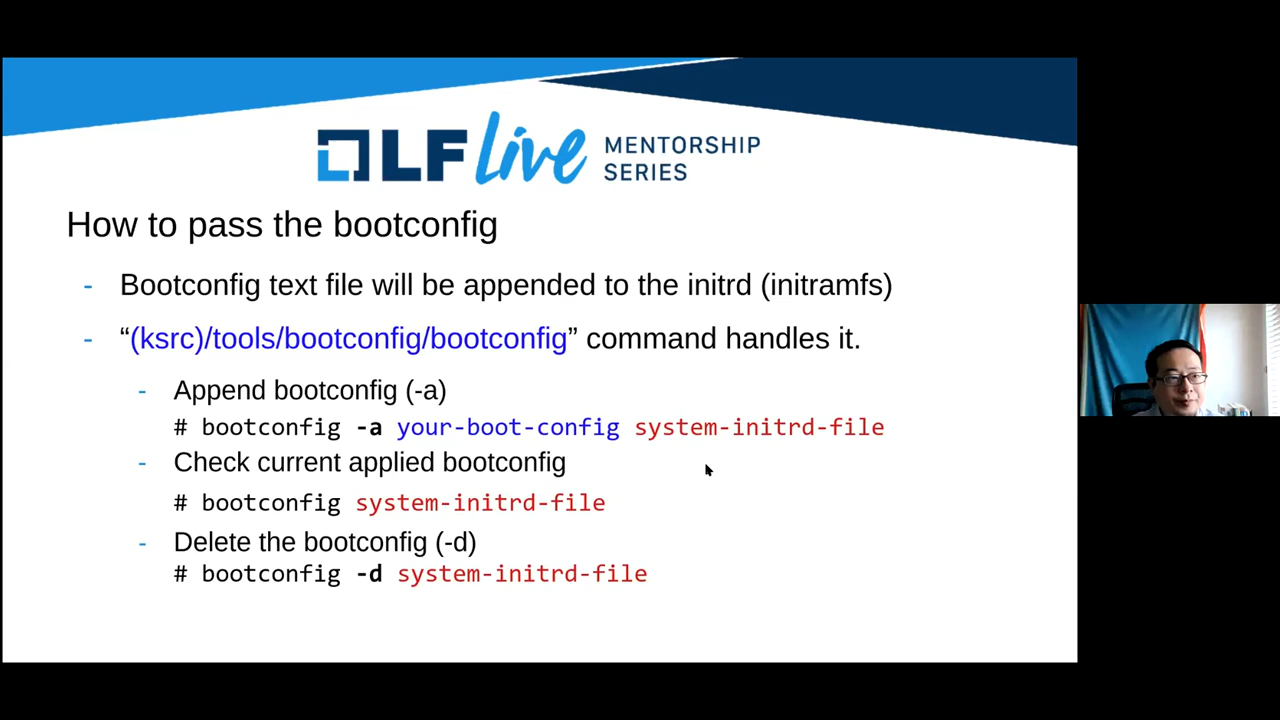 LF Live MENTORSHIP
SERIES
How to pass the bootconfig
- Bootconfig text file will be appended to the initrd (initramfs)
- “(ksrc)/tools/bootconfig/bootconfig” command handles it.
- Append bootconfig (-a)
# bootconfig -a your-boot-config system-initrd-file
- Check current applied bootconfig
# bootconfig system-initrd-file
- Delete the bootconfig (-d)
# bootconfig -d system-initrd-file